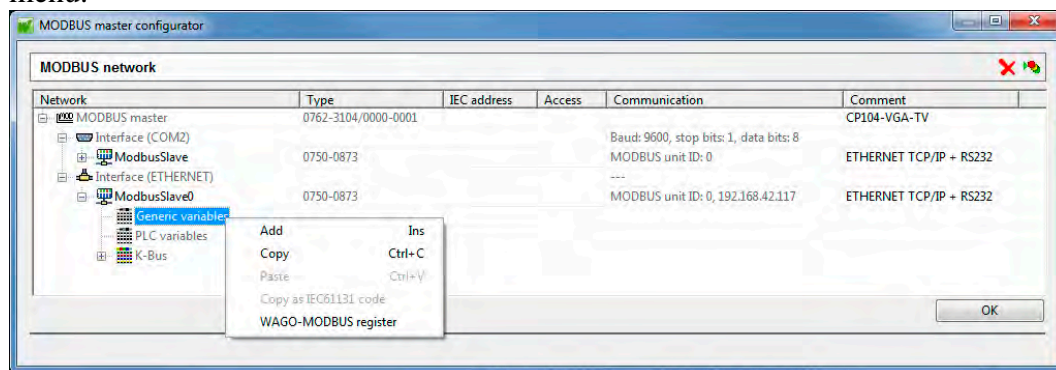 menu.
MODBUS master configurator
MODBUS network
Network Type IEC address Access Communication Comment
MODBUS master 0762-3104/0000-0001 CP104-VGA-TV
Interface (COM2) Baud: 9600, stop bits: 1, data bits: 8
ModbusSlave 0750-0873 MODBUS unit ID: 0 ETHERNET TCP/IP + RS232
Interface (ETHERNET) ---
ModbusSlave0 0750-0873 MODBUS unit ID: 0, 192.168.42.117 ETHERNET TCP/IP + RS232
Generic variables
PLC variables
K-Bus
Add Ins
Copy Ctrl+C
Paste Ctrl+V
Copy as IEC61131 code
WAGO-MODBUS register
OK